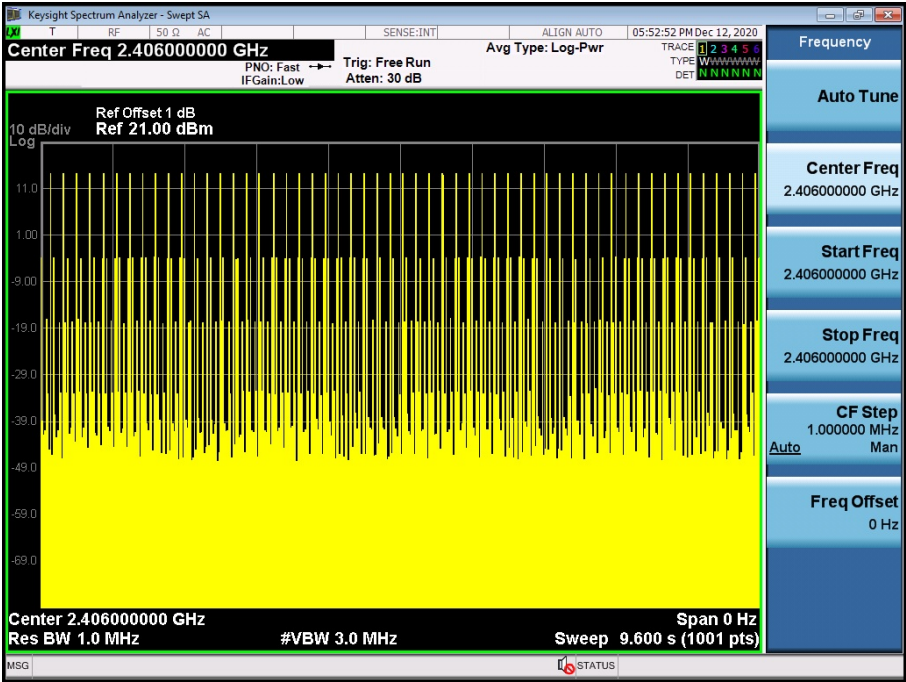 Keysight Spectrum Analyzer - Swept SA
LXI T RF 50 Ω AC SENSE:INT ALIGN AUTO 05:52:52 PM Dec 12, 2020
Center Freq 2.406000000 GHz
PNO: Fast
IFGain:Low
Trig: Free Run
Atten: 30 dB
Avg Type: Log-Pwr
TRACE 1 2 3 4 5 6
TYPE WWWWWW
DET N N N N N N
Ref Offset 1 dB
10 dB/div Ref 21.00 dBm
Log
11.0
1.00
-9.00
-19.0
-29.0
-39.0
-49.0
-59.0
-69.0
Center 2.406000000 GHz Span 0 Hz
Res BW 1.0 MHz #VBW 3.0 MHz Sweep 9.600 s (1001 pts)
MSG STATUS
Frequency
Auto Tune
Center Freq
2.406000000 GHz
Start Freq
2.406000000 GHz
Stop Freq
2.406000000 GHz
CF Step
1.000000 MHz
Auto Man
Freq Offset
0 Hz